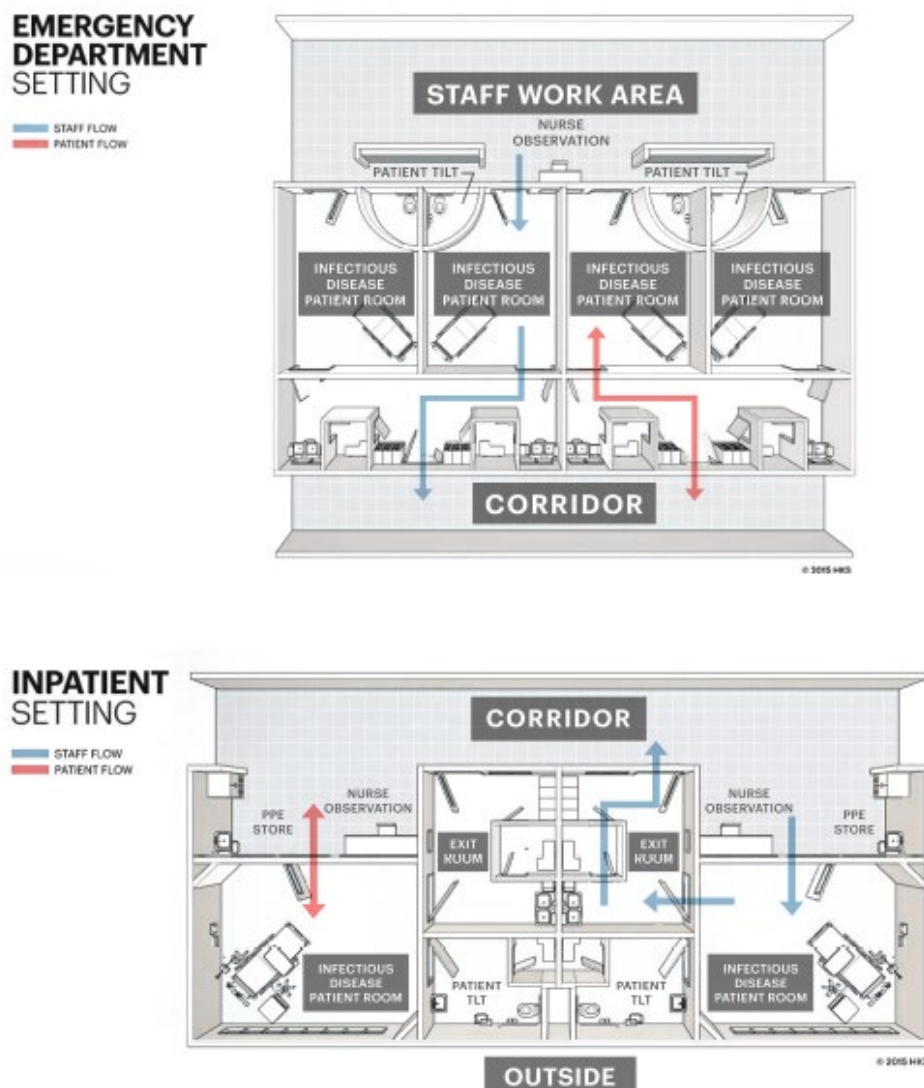 EMERGENCY
DEPARTMENT
SETTING
STAFF FLOW
PATIENT FLOW
STAFF WORK AREA
NURSE
OBSERVATION
PATIENT TILT
PATIENT TILT
INFECTIOUS
DISEASE
PATIENT ROOM
INFECTIOUS
DISEASE
PATIENT ROOM
INFECTIOUS
DISEASE
PATIENT ROOM
INFECTIOUS
DISEASE
PATIENT ROOM
CORRIDOR
© 2015 HKS
INPATIENT
SETTING
STAFF FLOW
PATIENT FLOW
CORRIDOR
PPE
STORE
NURSE
OBSERVATION
EXIT
ROOM
EXIT
ROOM
NURSE
OBSERVATION
PPE
STORE
INFECTIOUS
DISEASE
PATIENT ROOM
PATIENT
TLT
PATIENT
TLT
INFECTIOUS
DISEASE
PATIENT ROOM
OUTSIDE
© 2015 HKS